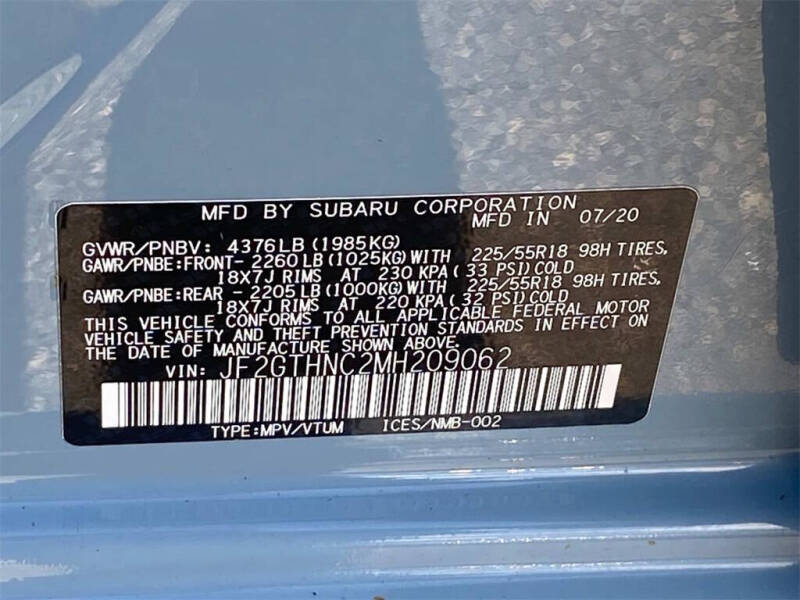 MFD BY SUBARU CORPORATION
MFD IN 07/20
GVWR/PNBV: 4376LB(1985KG)
GAWR/PNBE:FRONT- 2260LB(1025KG)WITH 225/55R18 98H TIRES,
18X7J RIMS AT 230 KPA(33 PSI)COLD
GAWR/PNBE:REAR -2205LB(1000KG)WITH 225/55R18 98H TIRES,
18X7J RIMS AT 220 KPA(32 PSI)COLD
THIS VEHICLE CONFORMS TO ALL APPLICABLE FEDERAL MOTOR
VEHICLE SAFETY AND THEFT PREVENTION STANDARDS IN EFFECT ON
THE DATE OF MANUFACTURE SHOWN ABOVE.
VIN: JF2GTHNC2MH209062
TYPE:MPV/VTUM ICES/NMB-002